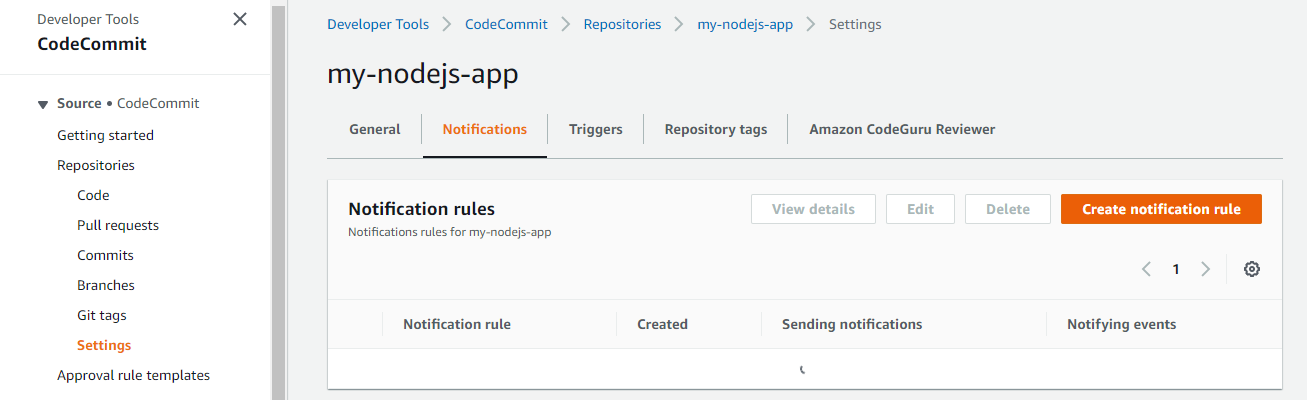 Developer Tools
CodeCommit
Source • CodeCommit
Getting started
Repositories
Code
Pull requests
Commits
Branches
Git tags
Settings
Approval rule templates
Developer Tools > CodeCommit > Repositories > my-nodejs-app > Settings
my-nodejs-app
General Notifications Triggers Repository tags Amazon CodeGuru Reviewer
Notification rules View details Edit Delete Create notification rule
Notifications rules for my-nodejs-app
< 1 >
Notification rule Created Sending notifications Notifying events